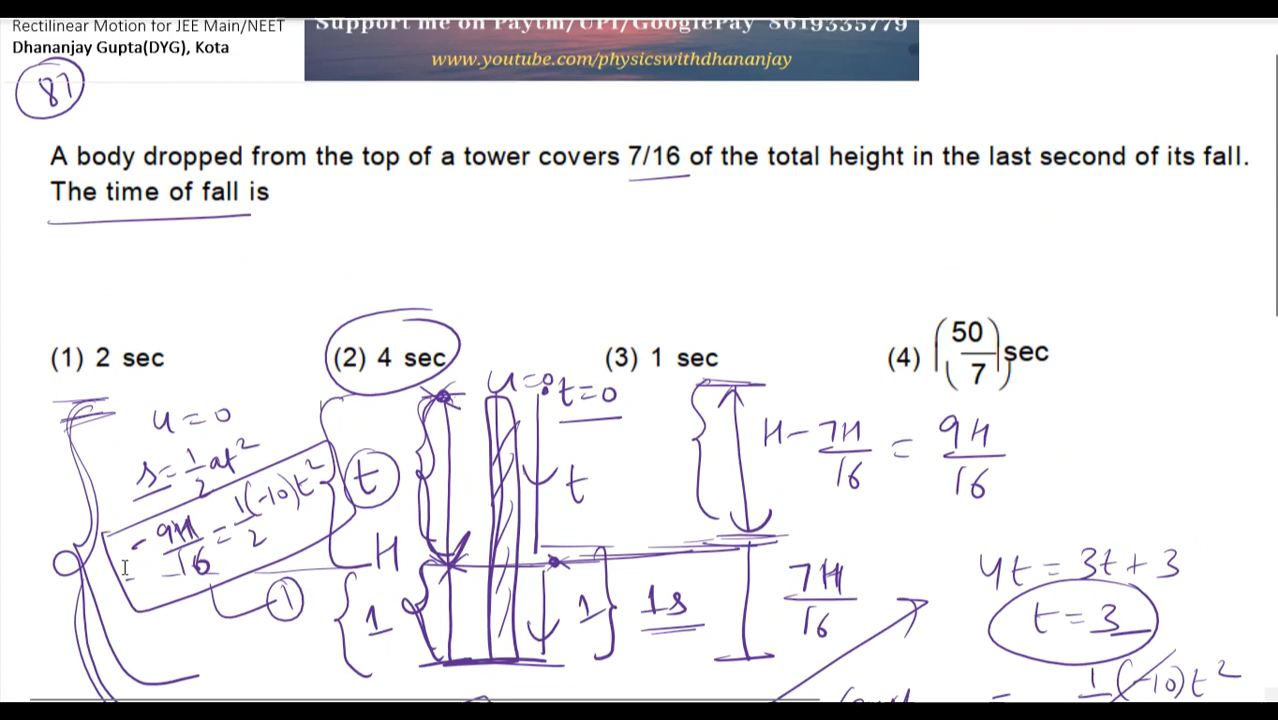 Rectilinear Motion for JEE Main/NEET
Dhananjay Gupta(DYG), Kota
Support me on Paytm/UPI/GooglePay 8619335779
www.youtube.com/physicswithdhananjay
87
A body dropped from the top of a tower covers 7/16 of the total height in the last second of its fall.
The time of fall is
(1) 2 sec (2) 4 sec (3) 1 sec (4) (50/7) sec
u=0
s=1/2 at²
-9H/16 = 1/2(-10)t²
1
t
H
1
u=0
t=0
t
1
1s
H - 7H/16 = 9H/16
7H/16
4t = 3t + 3
t = 3
= 1 (-10)t²